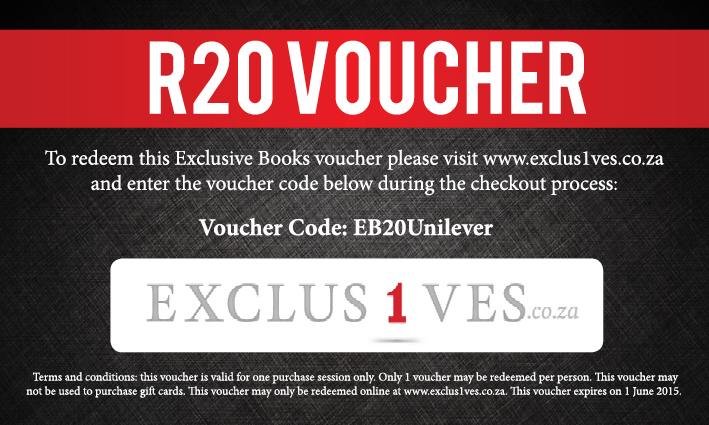 R20 VOUCHER
To redeem this Exclusive Books voucher please visit www.exclus1ves.co.za
and enter the voucher code below during the checkout process:
Voucher Code: EB20Unilever
EXCLUS1VES.co.za
Terms and conditions: this voucher is valid for one purchase session only. Only 1 voucher may be redeemed per person. This voucher may
not be used to purchase gift cards. This voucher may only be redeemed online at www.exclus1ves.co.za. This voucher expires on 1 June 2015.